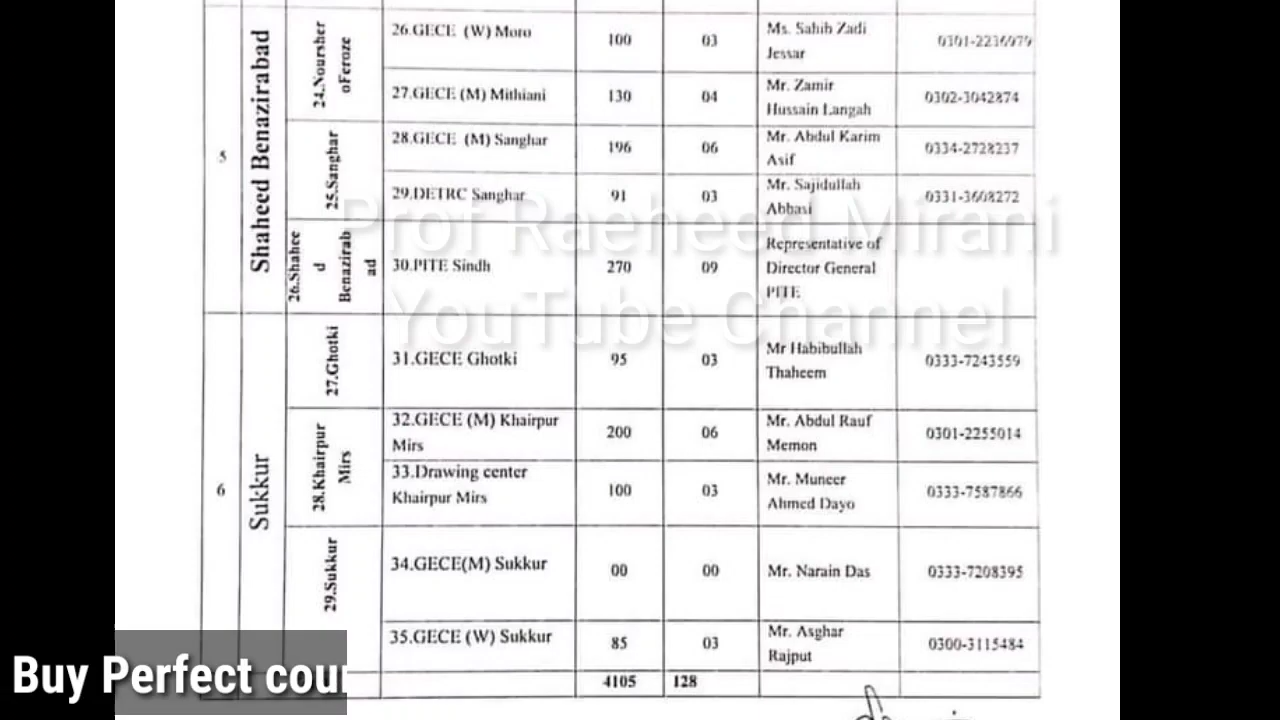 5
Shaheed Benazirabad
24.Noursher
oFeroze
26.GECE (W) Moro
100
03
Ms. Sahib Zadi
Jessar
0301-2236979
27.GECE (M) Mithiani
130
04
Mr. Zamir
Hussain Langah
0302-3042874
25.Sanghar
28.GECE (M) Sanghar
196
06
Mr. Abdul Karim
Asif
0334-2728237
29.DETRC Sanghar
91
03
Mr. Sajidullah
Abbasi
0331-3608272
26.Shahee
d
Benazirab
ad
30.PITE Sindh
270
09
Representative of
Director General
PITE
Prof Raeheed Mirani
YouTube Channel
6
Sukkur
27.Ghotki
31.GECE Ghotki
95
03
Mr Habibullah
Thaheem
0333-7243559
28.Khairpur
Mirs
32.GECE (M) Khairpur
Mirs
200
06
Mr. Abdul Rauf
Memon
0301-2255014
33.Drawing center
Khairpur Mirs
100
03
Mr. Muneer
Ahmed Dayo
0333-7587866
29.Sukkur
34.GECE(M) Sukkur
00
00
Mr. Narain Das
0333-7208395
35.GECE (W) Sukkur
85
03
Mr. Asghar
Rajput
0300-3115484
4105
128
Buy Perfect cour